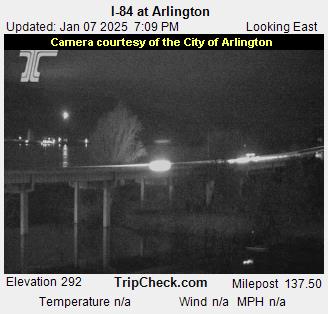 I-84 at Arlington
Updated: Jan 07 2025 7:09 PM Looking East
Camera courtesy of the City of Arlington
Elevation 292 TripCheck.com Milepost 137.50
Temperature n/a Wind n/a MPH n/a